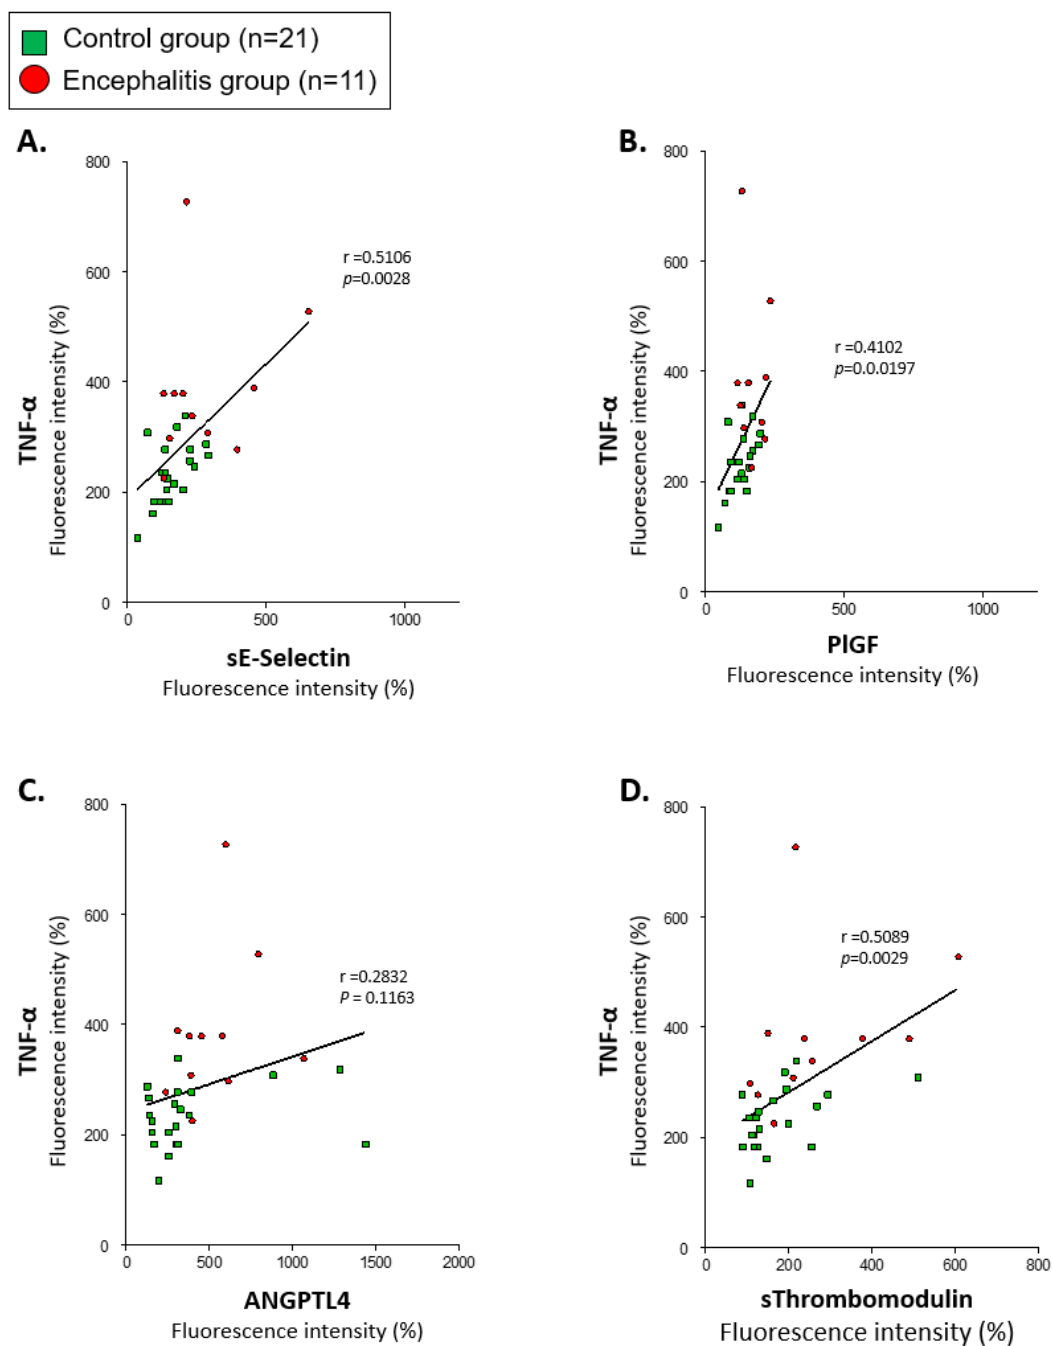 Control group (n=21)
Encephalitis group (n=11)
A.
800
600
400
200
0
0
500
1000
r =0.5106
p=0.0028
TNF-α
Fluorescence intensity (%)
sE-Selectin
Fluorescence intensity (%)
B.
800
600
400
200
0
0
500
1000
r =0.4102
p=0.0.0197
TNF-α
Fluorescence intensity (%)
PlGF
Fluorescence intensity (%)
C.
800
600
400
200
0
0
500
1000
1500
2000
r =0.2832
P = 0.1163
TNF-α
Fluorescence intensity (%)
ANGPTL4
Fluorescence intensity (%)
D.
800
600
400
200
0
0
200
400
600
800
r =0.5089
p=0.0029
TNF-α
Fluorescence intensity (%)
sThrombomodulin
Fluorescence intensity (%)